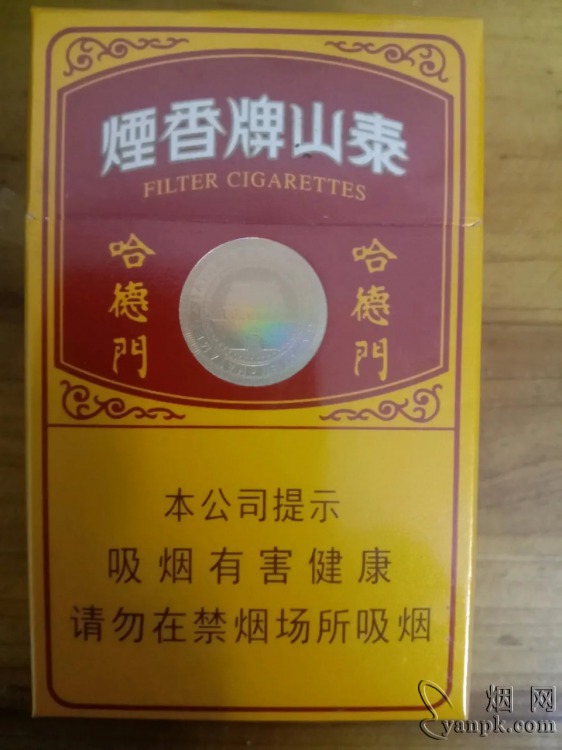 煙香牌山泰
FILTER CIGARETTES
哈德門
哈德門
本公司提示
吸烟有害健康
请勿在禁烟场所吸烟
烟网
yanpk.com